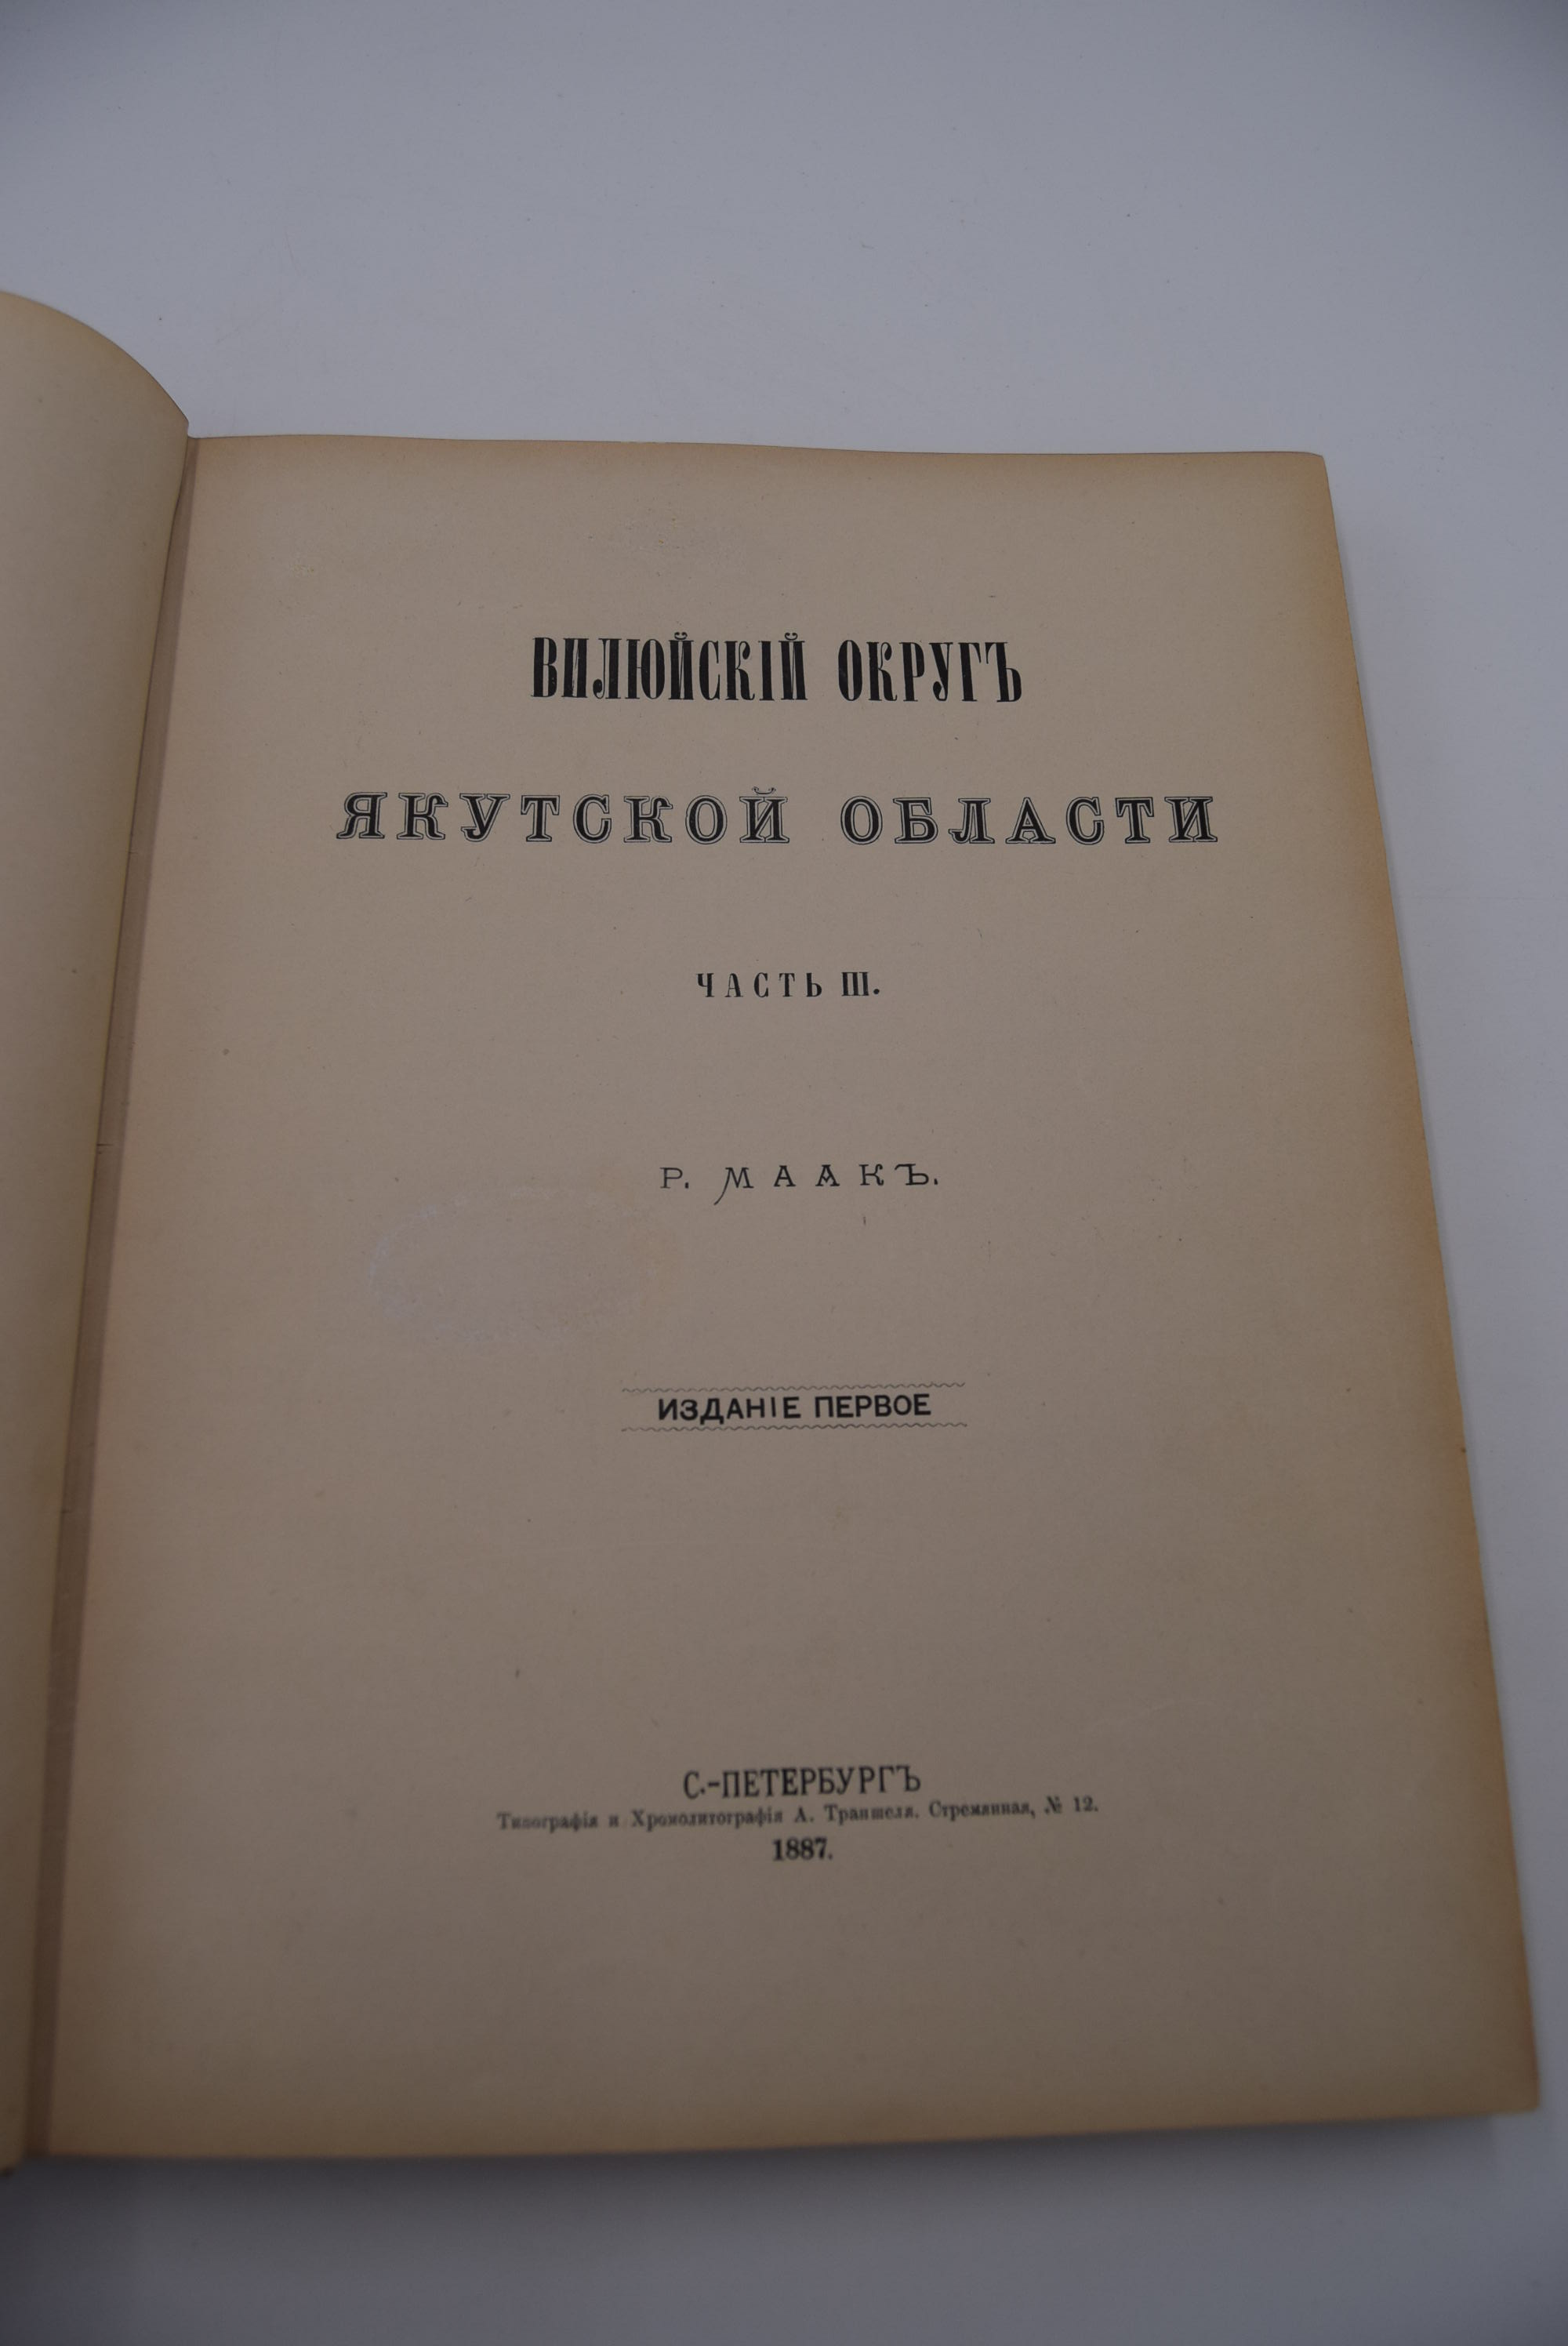 ВИЛЮЙСКІЙ ОКРУГЪ
ЯКУТСКОЙ ОБЛАСТИ
ЧАСТЬ III.
Р. МААКЪ.
ИЗДАНІЕ ПЕРВОЕ
С.-ПЕТЕРБУРГЪ
Типографія и Хромолитографія А. Траншеля. Стремянная, № 12.
1887.